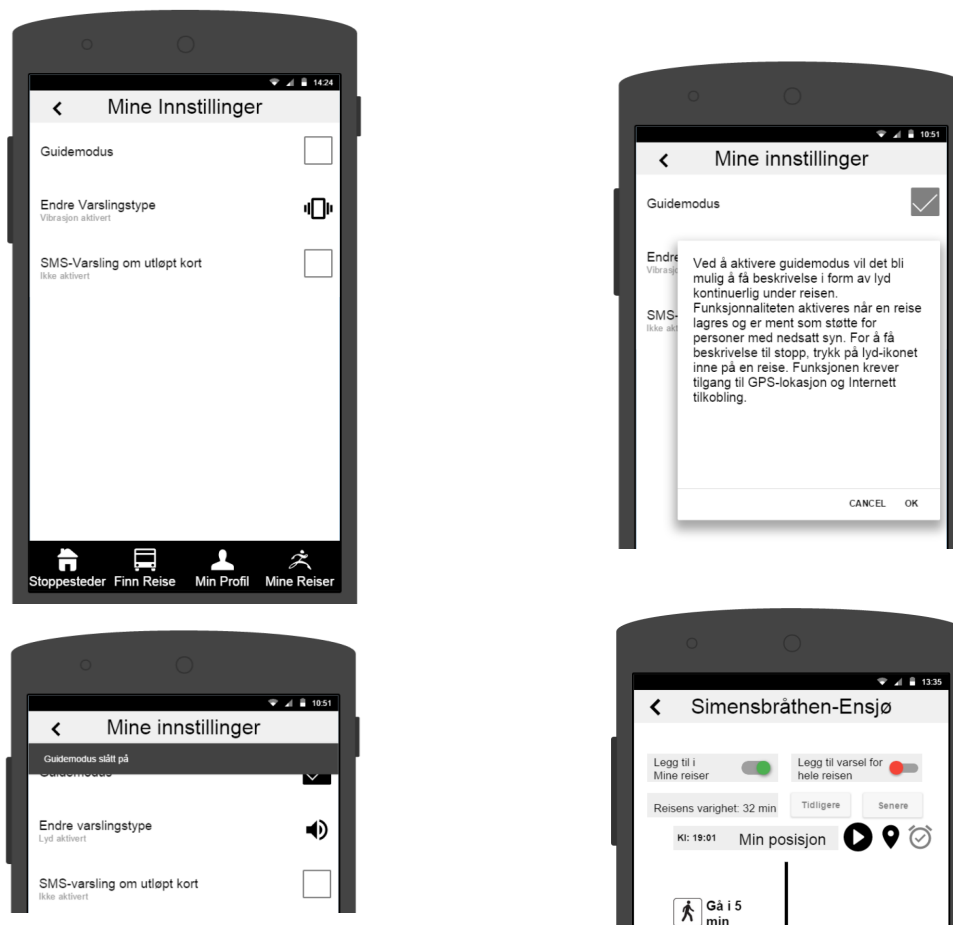 14:24
Mine Innstillinger
Guidemodus
Endre Varslingstype
Vibrasjon aktivert
SMS-Varsling om utløpt kort
Ikke aktivert
Stoppesteder Finn Reise Min Profil Mine Reiser
10:51
Mine innstillinger
Guidemodus
Endre
Vibrasj
SMS-
Ikke akt
Ved å aktivere guidemodus vil det bli
mulig å få beskrivelse i form av lyd
kontinuerlig under reisen.
Funksjonnaliteten aktiveres når en reise
lagres og er ment som støtte for
personer med nedsatt syn. For å få
beskrivelse til stopp, trykk på lyd-ikonet
inne på en reise. Funksjonen krever
tilgang til GPS-lokasjon og Internett
tilkobling.
CANCEL OK
10:51
Mine innstillinger
Guidemodus slått på
Guidemodus
Endre varslingstype
Lyd aktivert
SMS-varsling om utløpt kort
Ikke aktivert
13:35
Simensbråthen-Ensjø
Legg til i
Mine reiser
Legg til varsel for
hele reisen
Reisens varighet: 32 min
Tidligere
Senere
Kl: 19:01 Min posisjon
Gå i 5
min